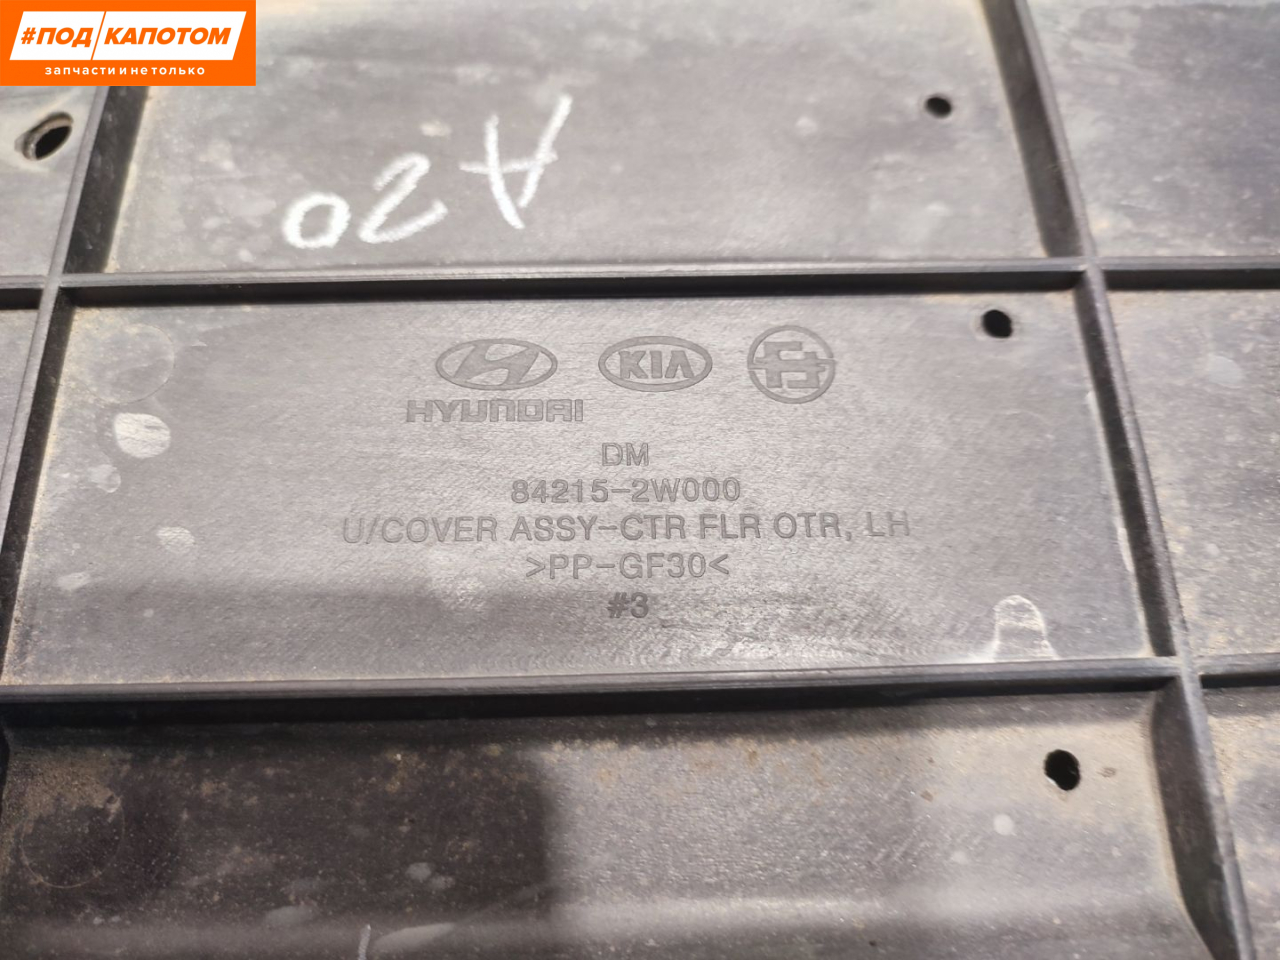 #ПОД КАПОТОМ
запчасти и не только
A20
HYUNDAI
KIA
DM
84215-2W000
U/COVER ASSY-CTR FLR OTR, LH
>PP-GF30<
#3